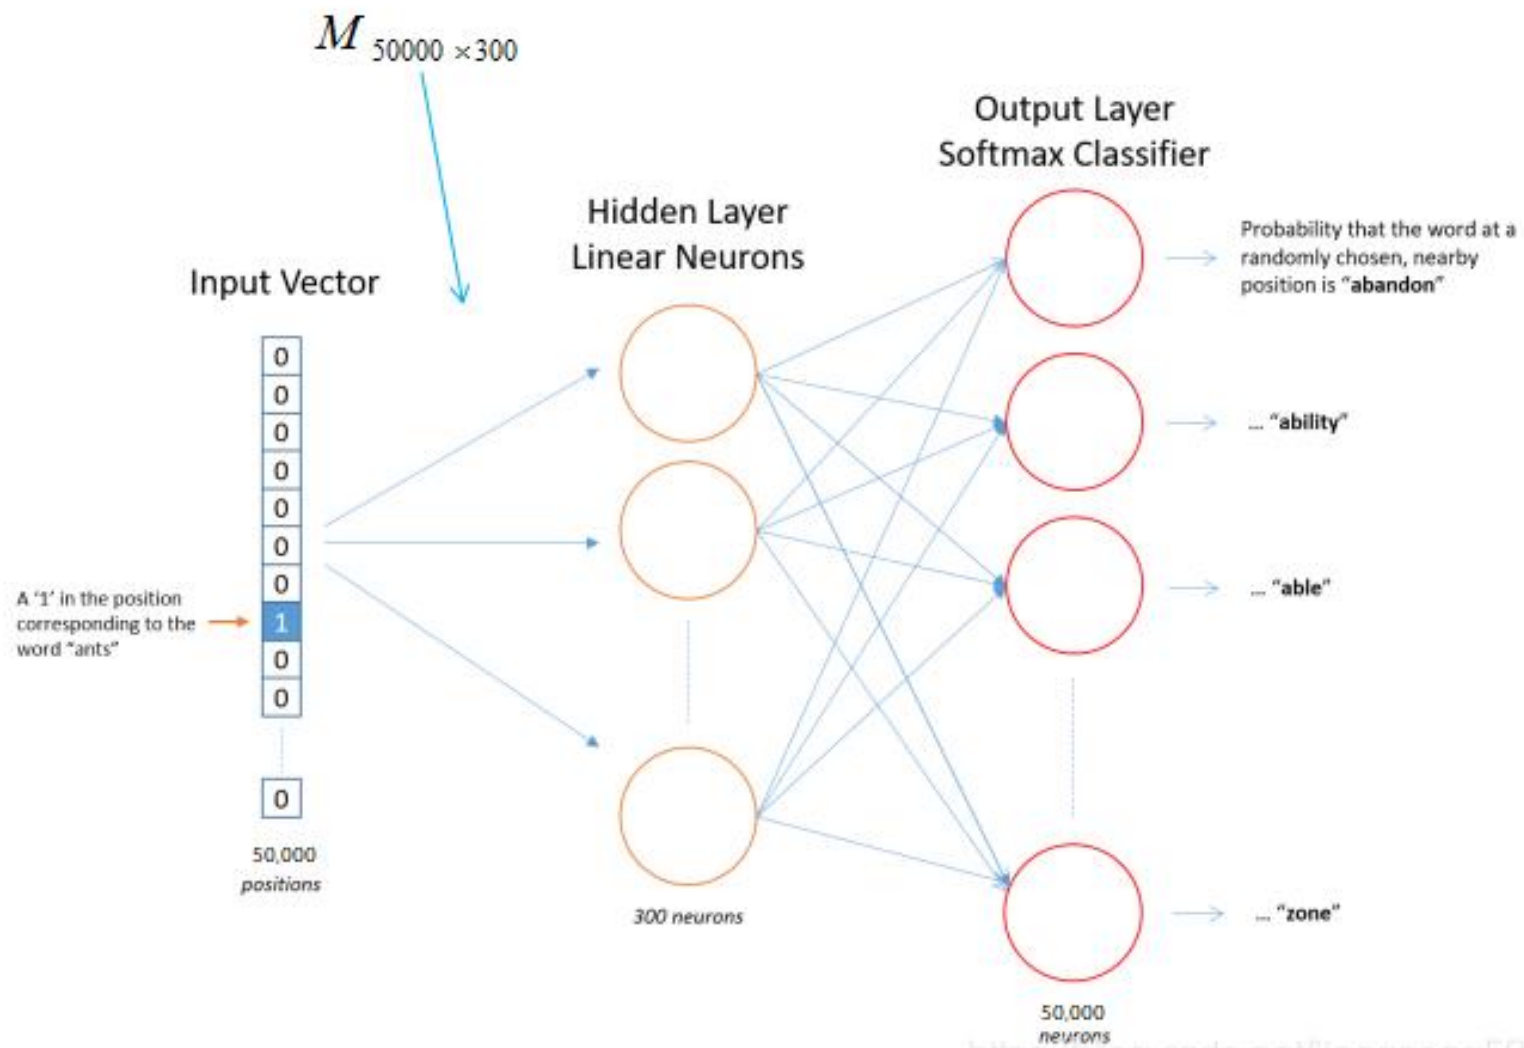 M 50000 ×300
Output Layer
Softmax Classifier
Hidden Layer
Linear Neurons
Input Vector
Probability that the word at a
randomly chosen, nearby
position is “abandon”
0
0
0
0
0
0
0
1
0
0
0
A ‘1’ in the position
corresponding to the
word “ants”
... “ability”
... “able”
... “zone”
50,000
positions
300 neurons
50,000
neurons